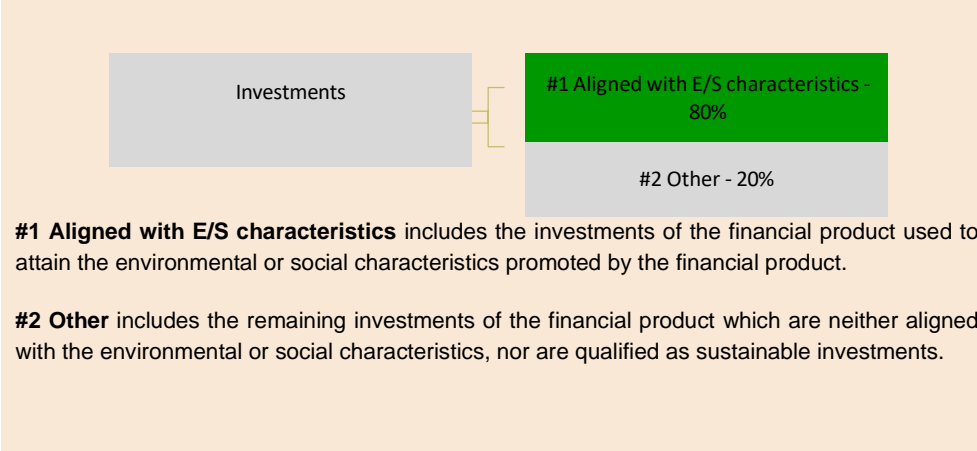 Investments
#1 Aligned with E/S characteristics -
80%
#2 Other - 20%
#1 Aligned with E/S characteristics includes the investments of the financial product used to
attain the environmental or social characteristics promoted by the financial product.
#2 Other includes the remaining investments of the financial product which are neither aligned
with the environmental or social characteristics, nor are qualified as sustainable investments.